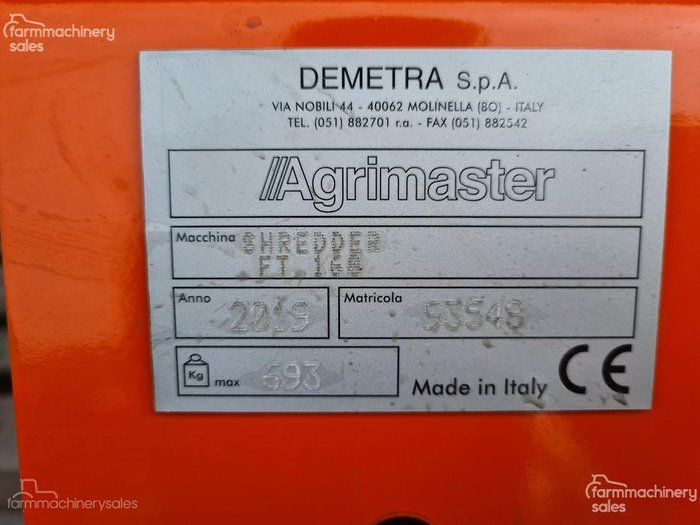 farmmachinery
sales
DEMETRA S.p.A.
VIA NOBILI 44 - 40062 MOLINELLA (BO) - ITALY
TEL. (051) 882701 r.a. - FAX (051) 882542
Agrimaster
Macchina SHREDDER
FT 160
Anno 2019 Matricola 93548
Kg max 693 Made in Italy CE
farmmachinerysales
farmmachinery
sales